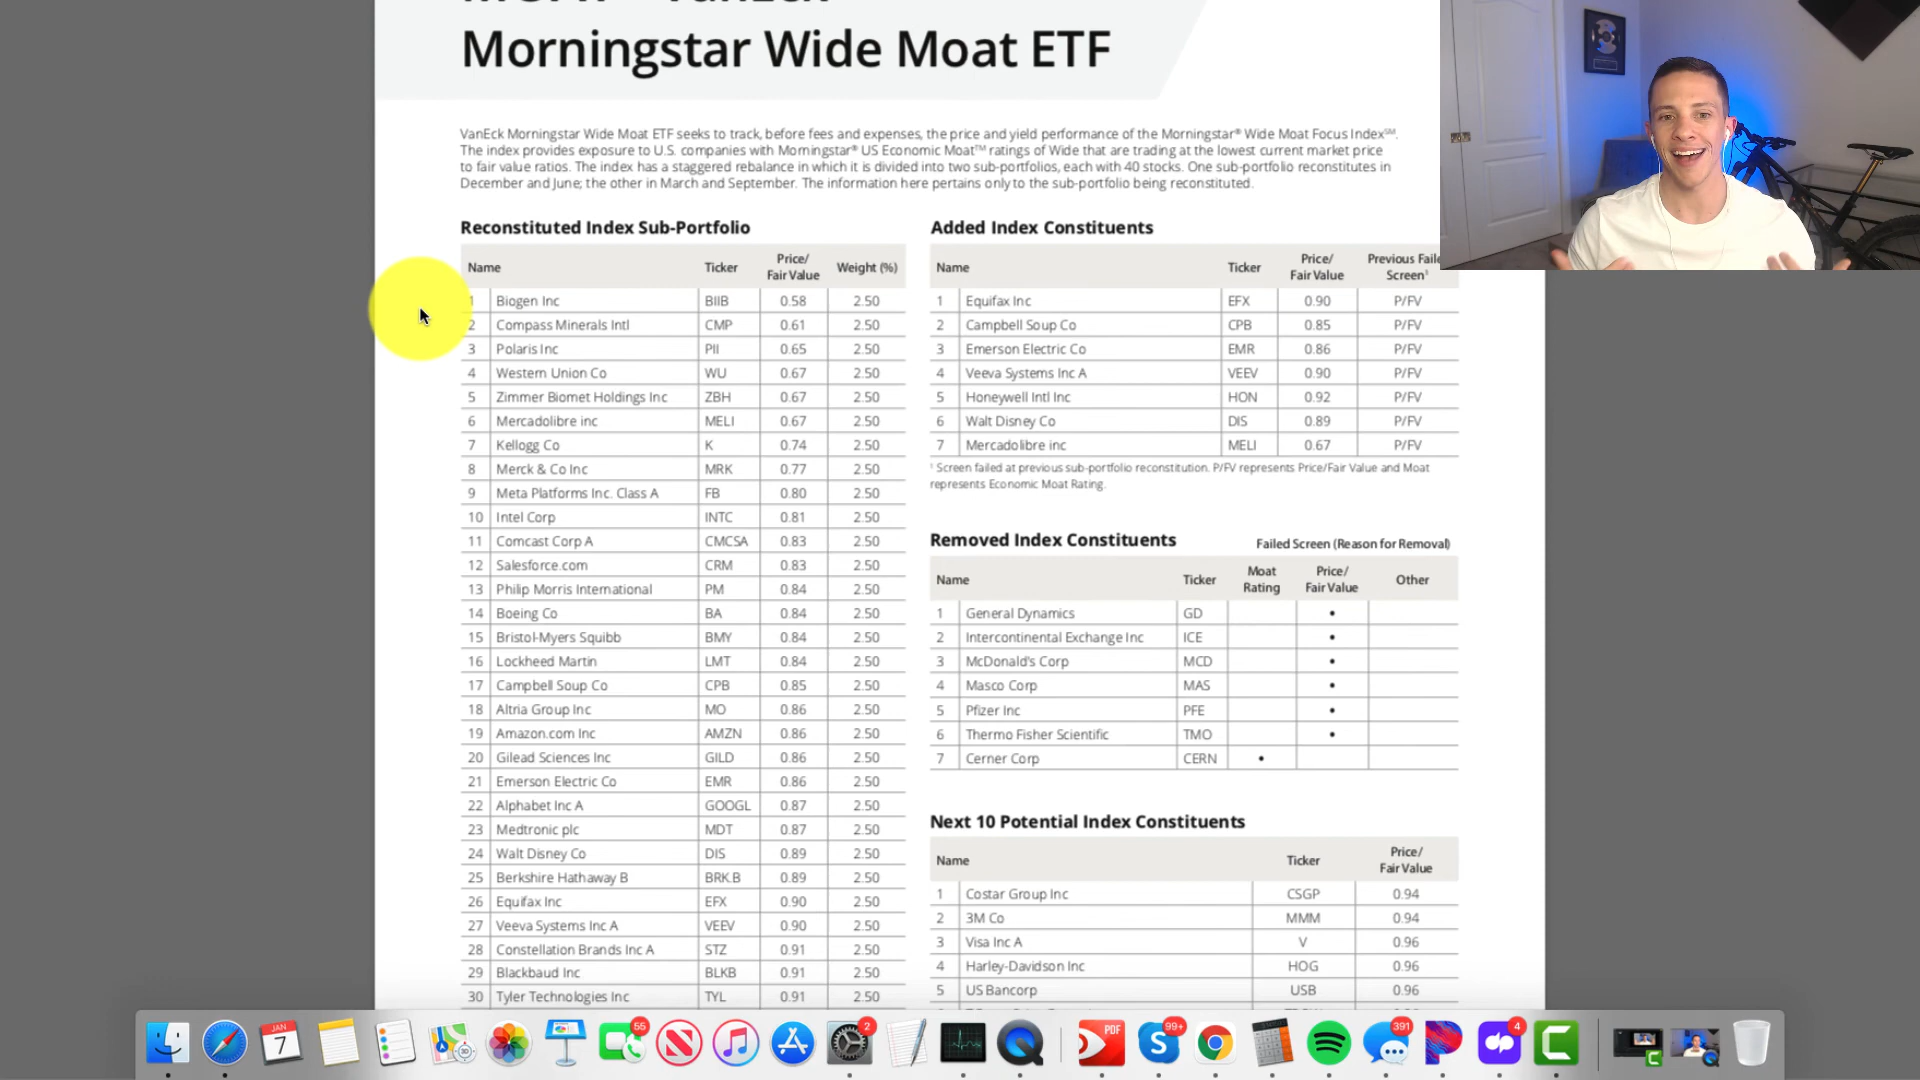 Morningstar Wide Moat ETF
VanEck Morningstar Wide Moat ETF seeks to track, before fees and expenses, the price and yield performance of the Morningstar® Wide Moat Focus Index℠.
The index provides exposure to U.S. companies with Morningstar® US Economic Moat™ ratings of Wide that are trading at the lowest current market price
to fair value ratios. The index has a staggered rebalance in which it is divided into two sub-portfolios, each with 40 stocks. One sub-portfolio reconstitutes in
December and June; the other in March and September. The information here pertains only to the sub-portfolio being reconstituted.
Reconstituted Index Sub-Portfolio
Name Ticker Price/ Fair Value Weight (%)
1 Biogen Inc BIIB 0.58 2.50
2 Compass Minerals Intl CMP 0.61 2.50
3 Polaris Inc PII 0.65 2.50
4 Western Union Co WU 0.67 2.50
5 Zimmer Biomet Holdings Inc ZBH 0.67 2.50
6 Mercadolibre inc MELI 0.67 2.50
7 Kellogg Co K 0.74 2.50
8 Merck & Co Inc MRK 0.77 2.50
9 Meta Platforms Inc. Class A FB 0.80 2.50
10 Intel Corp INTC 0.81 2.50
11 Comcast Corp A CMCSA 0.83 2.50
12 Salesforce.com CRM 0.83 2.50
13 Philip Morris International PM 0.84 2.50
14 Boeing Co BA 0.84 2.50
15 Bristol-Myers Squibb BMY 0.84 2.50
16 Lockheed Martin LMT 0.84 2.50
17 Campbell Soup Co CPB 0.85 2.50
18 Altria Group Inc MO 0.86 2.50
19 Amazon.com Inc AMZN 0.86 2.50
20 Gilead Sciences Inc GILD 0.86 2.50
21 Emerson Electric Co EMR 0.86 2.50
22 Alphabet Inc A GOOGL 0.87 2.50
23 Medtronic plc MDT 0.87 2.50
24 Walt Disney Co DIS 0.89 2.50
25 Berkshire Hathaway B BRK.B 0.89 2.50
26 Equifax Inc EFX 0.90 2.50
27 Veeva Systems Inc A VEEV 0.90 2.50
28 Constellation Brands Inc A STZ 0.91 2.50
29 Blackbaud Inc BLKB 0.91 2.50
30 Tyler Technologies Inc TYL 0.91 2.50
Added Index Constituents
Name Ticker Price/ Fair Value Previous Screen¹
1 Equifax Inc EFX 0.90 P/FV
2 Campbell Soup Co CPB 0.85 P/FV
3 Emerson Electric Co EMR 0.86 P/FV
4 Veeva Systems Inc A VEEV 0.90 P/FV
5 Honeywell Intl Inc HON 0.92 P/FV
6 Walt Disney Co DIS 0.89 P/FV
7 Mercadolibre inc MELI 0.67 P/FV
¹ Screen failed at previous sub-portfolio reconstitution. P/FV represents Price/Fair Value and Moat
represents Economic Moat Rating.
Removed Index Constituents Failed Screen (Reason for Removal)
Name Ticker Moat Rating Price/ Fair Value Other
1 General Dynamics GD •
2 Intercontinental Exchange Inc ICE •
3 McDonald's Corp MCD •
4 Masco Corp MAS •
5 Pfizer Inc PFE •
6 Thermo Fisher Scientific TMO •
7 Cerner Corp CERN •
Next 10 Potential Index Constituents
Name Ticker Price/ Fair Value
1 Costar Group Inc CSGP 0.94
2 3M Co MMM 0.94
3 Visa Inc A V 0.96
4 Harley-Davidson Inc HOG 0.96
5 US Bancorp USB 0.96
JAN
7
55
2
PDF
99+
391
4